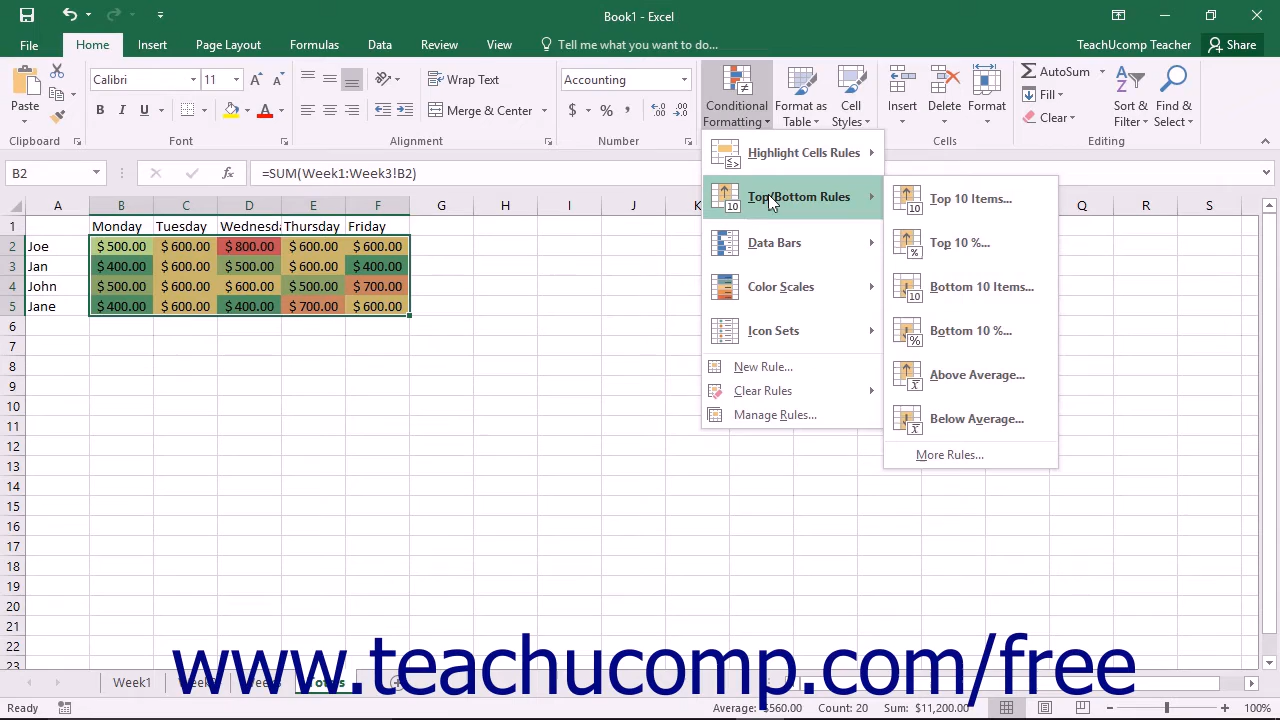 Book1 - Excel
File Home Insert Page Layout Formulas Data Review View Tell me what you want to do... TeachUcomp Teacher Share
Paste
Clipboard
Calibri 11
B I U
Font
Wrap Text
Merge & Center
Alignment
Accounting
$ % ,
Number
Conditional Formatting
Format as Table
Cell Styles
Insert Delete Format
Cells
AutoSum
Fill
Clear
Sort & Filter
Find & Select
Editing
B2 fx =SUM(Week1:Week3!B2)
A B C D E F G H I J K Q R S
1 Monday Tuesday Wednesda Thursday Friday
2 Joe $ 500.00 $ 600.00 $ 800.00 $ 600.00 $ 600.00
3 Jan $ 400.00 $ 600.00 $ 500.00 $ 600.00 $ 400.00
4 John $ 500.00 $ 600.00 $ 600.00 $ 500.00 $ 700.00
5 Jane $ 400.00 $ 600.00 $ 400.00 $ 700.00 $ 600.00
6
7
8
9
10
11
12
13
14
15
16
17
18
19
20
21
22
23
Highlight Cells Rules
Top/Bottom Rules
Data Bars
Color Scales
Icon Sets
New Rule...
Clear Rules
Manage Rules...
Top 10 Items...
Top 10 %...
Bottom 10 Items...
Bottom 10 %...
Above Average...
Below Average...
More Rules...
www.teachucomp.com/free
Week1
Ready Average: $560.00 Count: 20 Sum: $11,200.00 100%